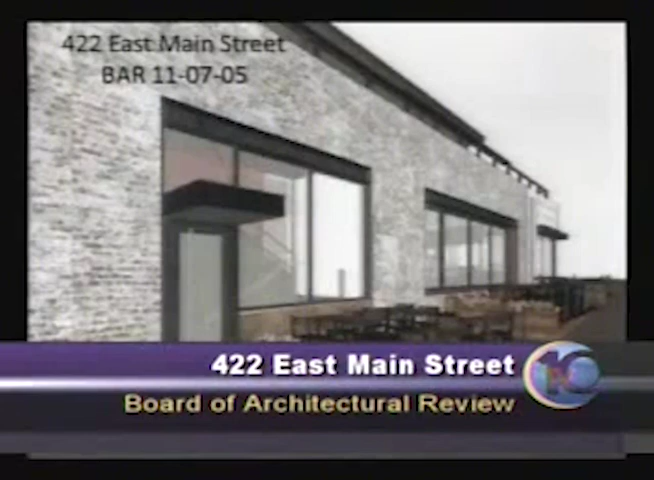 422 East Main Street
BAR 11-07-05
422 East Main Street
Board of Architectural Review